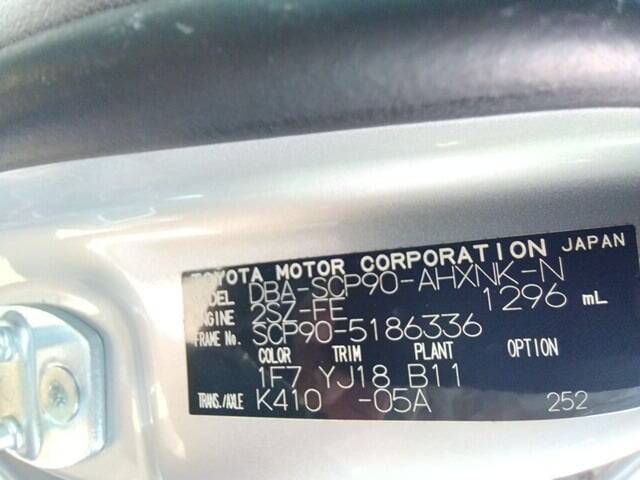 TOYOTA MOTOR CORPORATION JAPAN
MODEL DBA-SCP90-AHXNK-N
ENGINE 2SZ-FE 1296 mL
FRAME No. SCP90-5186336
COLOR TRIM PLANT OPTION
1F7 YJ18 B11
TRANS./AXLE K410 -05A 252